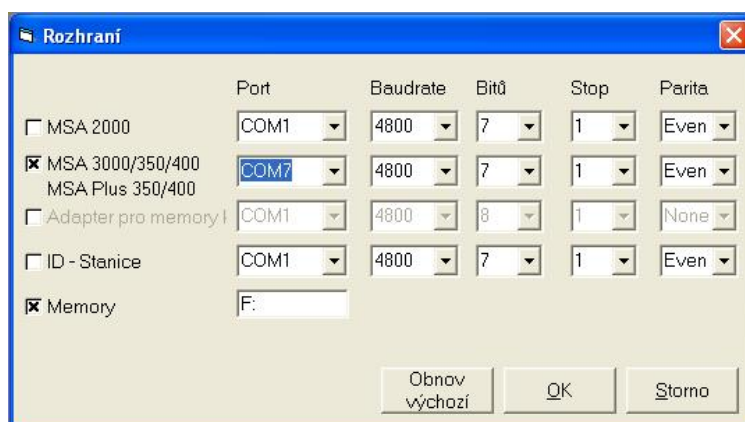 Rozhraní
Port Baudrate Bitů Stop Parita
MSA 2000 COM1 4800 7 1 Even
MSA 3000/350/400 COM7 4800 7 1 Even
MSA Plus 350/400
Adapter pro memory COM1 4800 8 1 None
ID - Stanice COM1 4800 7 1 Even
Memory F:
Obnov výchozí OK Storno